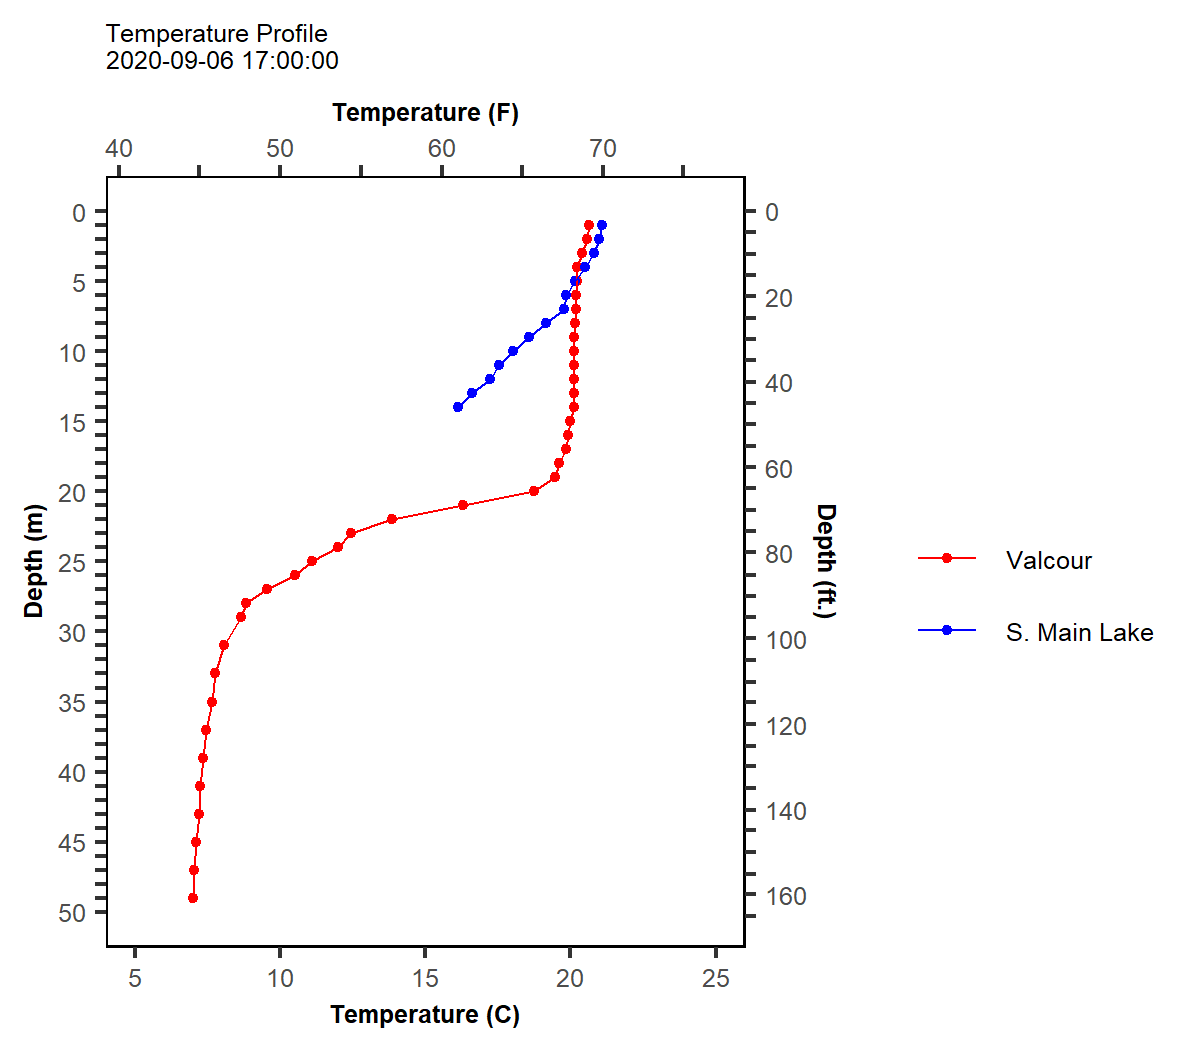 Temperature Profile
2020-09-06 17:00:00
Temperature (F)
40 50 60 70
0 0
5
20
10
40
15
60
20
80
25
100
30
35
120
40
140
45
160
50
Depth (m)
Depth (ft.)
Valcour
S. Main Lake
5 10 15 20 25
Temperature (C)